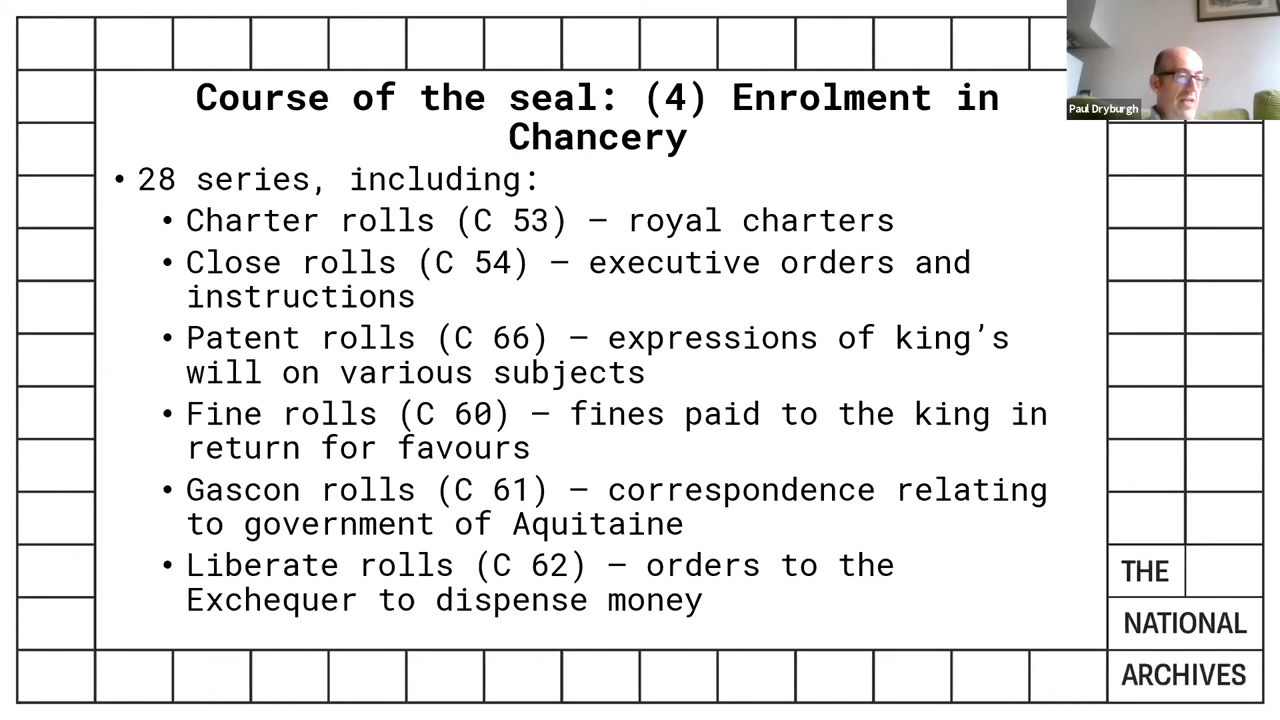 Course of the seal: (4) Enrolment in
Chancery
Paul Dryburgh
• 28 series, including:
• Charter rolls (C 53) – royal charters
• Close rolls (C 54) – executive orders and
instructions
• Patent rolls (C 66) – expressions of king’s
will on various subjects
• Fine rolls (C 60) – fines paid to the king in
return for favours
• Gascon rolls (C 61) – correspondence relating
to government of Aquitaine
• Liberate rolls (C 62) – orders to the
Exchequer to dispense money
THE
NATIONAL
ARCHIVES